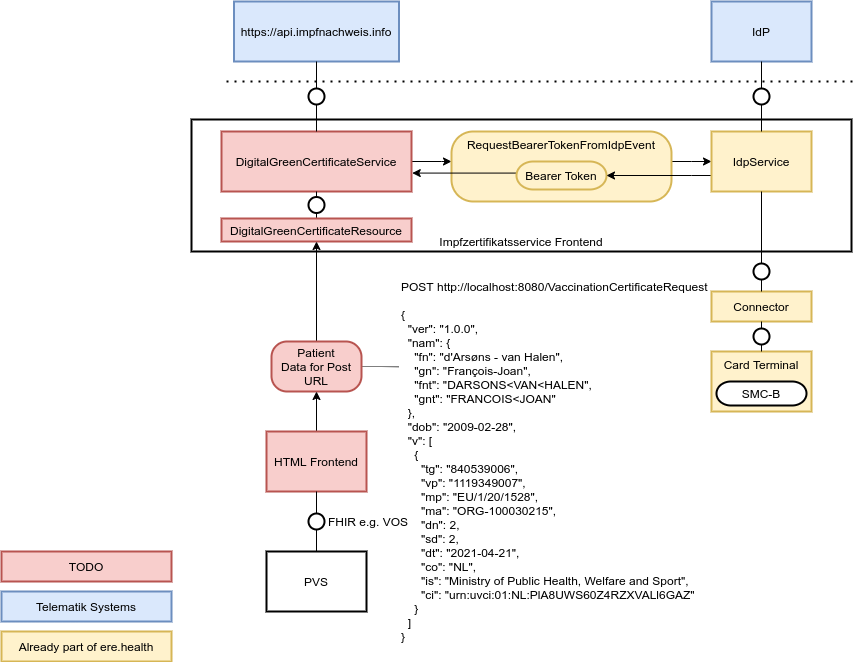 https://api.impfnachweis.info
IdP
DigitalGreenCertificateService
RequestBearerTokenFromIdpEvent
Bearer Token
IdpService
DigitalGreenCertificateResource
Impfzertifikatsservice Frontend
POST http://localhost:8080/VaccinationCertificateRequest
{
"ver": "1.0.0",
"nam": {
"fn": "d'Arsøns - van Halen",
"gn": "François-Joan",
"fnt": "DARSONS<VAN<HALEN",
"gnt": "FRANCOIS<JOAN"
},
"dob": "2009-02-28",
"v": [
{
"tg": "840539006",
"vp": "1119349007",
"mp": "EU/1/20/1528",
"ma": "ORG-100030215",
"dn": 2,
"sd": 2,
"dt": "2021-04-21",
"co": "NL",
"is": "Ministry of Public Health, Welfare and Sport",
"ci": "urn:uvci:01:NL:PlA8UWS60Z4RZXVALl6GAZ"
}
]
}
Connector
Card Terminal
SMC-B
Patient
Data for Post
URL
HTML Frontend
FHIR e.g. VOS
PVS
TODO
Telematik Systems
Already part of ere.health